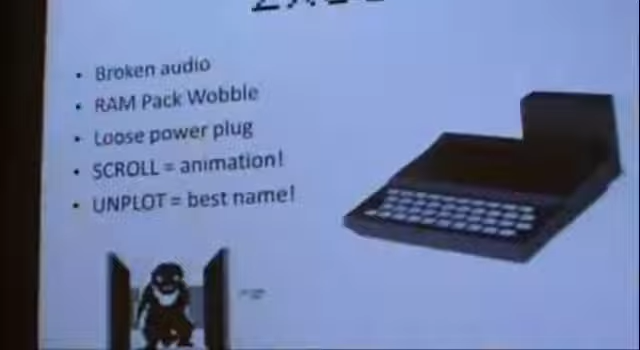 • Broken audio
• RAM Pack Wobble
• Loose power plug
• SCROLL = animation!
• UNPLOT = best name!